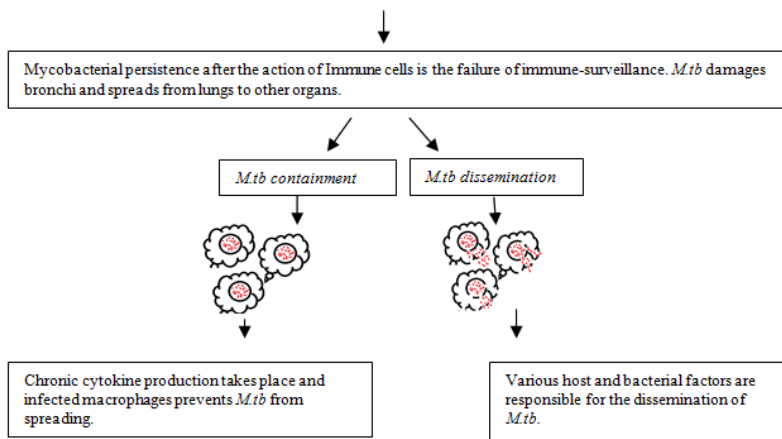 Mycobacterial persistence after the action of Immune cells is the failure of immune-surveillance. M.tb damages
bronchi and spreads from lungs to other organs.
M.tb containment
M.tb dissemination
Chronic cytokine production takes place and
infected macrophages prevents M.tb from
spreading.
Various host and bacterial factors are
responsible for the dissemination of
M.tb.